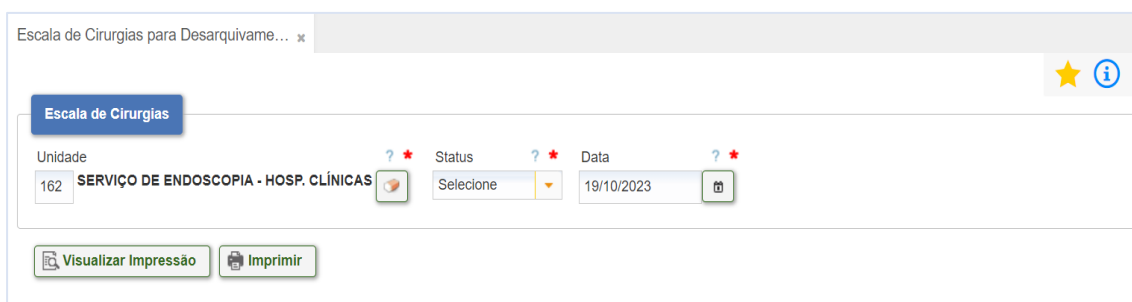 Escala de Cirurgias para Desarquivame... ×
Escala de Cirurgias
Unidade ? * Status ? * Data ? *
162 SERVIÇO DE ENDOSCOPIA - HOSP. CLÍNICAS Selecione 19/10/2023
Visualizar Impressão Imprimir